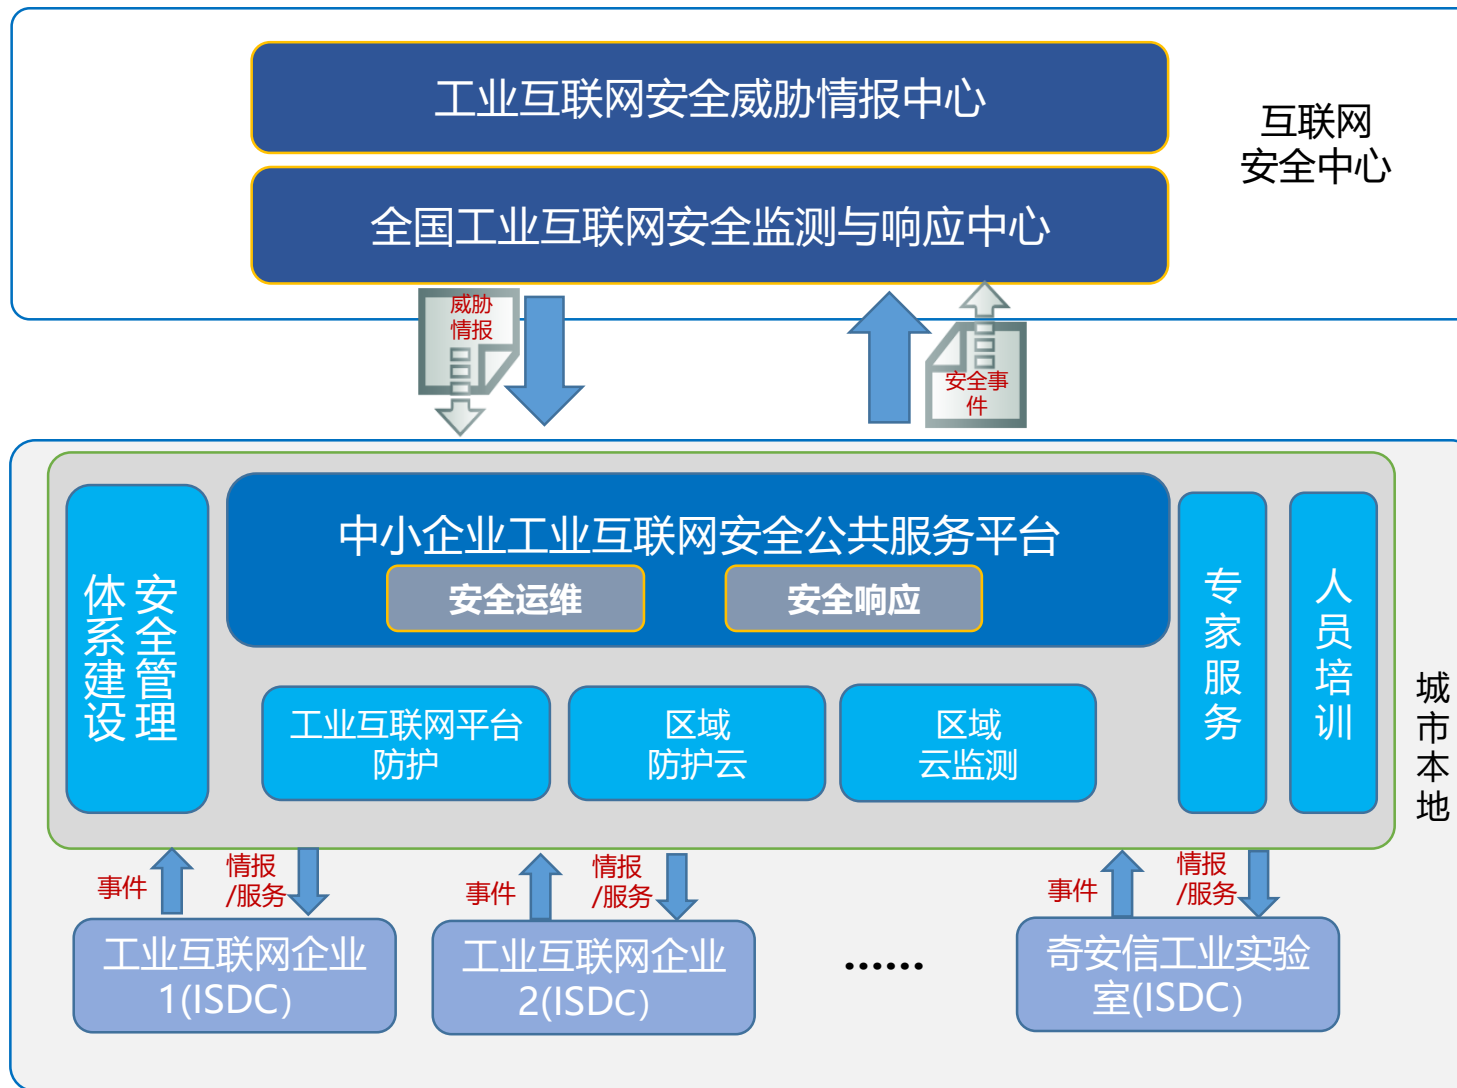 工业互联网安全威胁情报中心
互联网
安全中心
全国工业互联网安全监测与响应中心
威胁
情报
安全事
件
中小企业工业互联网安全公共服务平台
安全运维
安全响应
安全管理
体系建设
专家服务
人员培训
工业互联网平台
防护
区域
防护云
区域
云监测
城市本地
事件
情报
/服务
事件
情报
/服务
事件
情报
/服务
工业互联网企业
1(ISDC）
工业互联网企业
2(ISDC）
······
奇安信工业实验
室(ISDC）